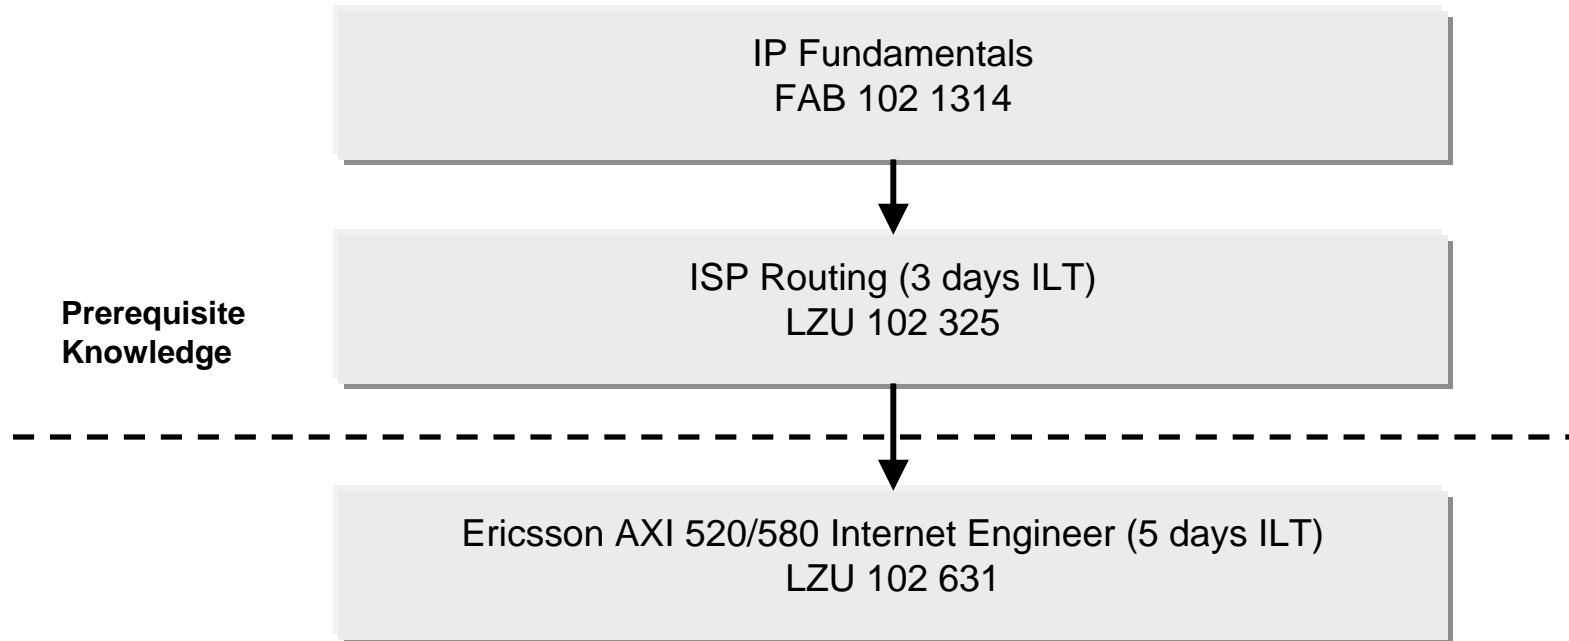 IP Fundamentals
FAB 102 1314
ISP Routing (3 days ILT)
LZU 102 325
Prerequisite
Knowledge
Ericsson AXI 520/580 Internet Engineer (5 days ILT)
LZU 102 631